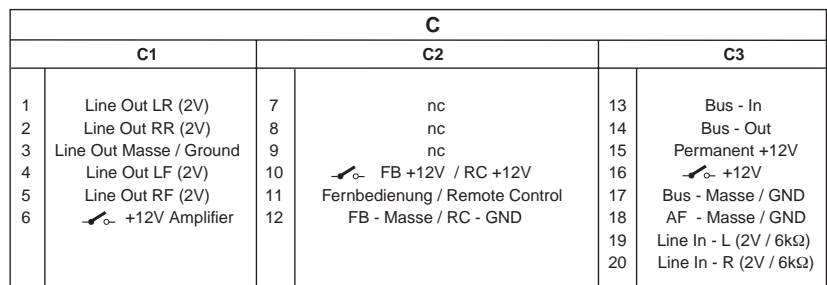 C
C1 C2 C3
1 Line Out LR (2V) 7 nc 13 Bus - In
2 Line Out RR (2V) 8 nc 14 Bus - Out
3 Line Out Masse / Ground 9 nc 15 Permanent +12V
4 Line Out LF (2V) 10 FB +12V / RC +12V 16 +12V
5 Line Out RF (2V) 11 Fernbedienung / Remote Control 17 Bus - Masse / GND
6 +12V Amplifier 12 FB - Masse / RC - GND 18 AF - Masse / GND
19 Line In - L (2V / 6kΩ)
20 Line In - R (2V / 6kΩ)